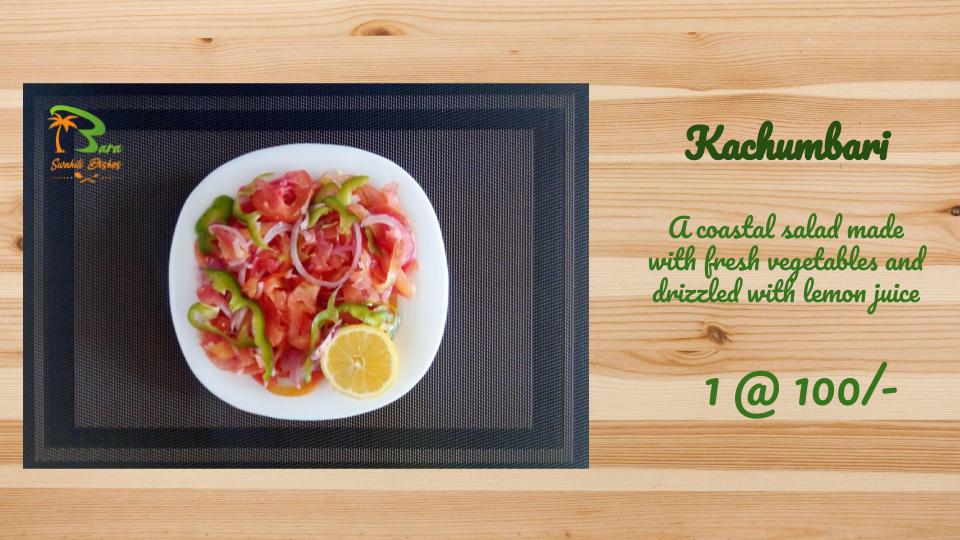 Bara
Swahili Dishes
Kachumbari
A coastal salad made
with fresh vegetables and
drizzled with lemon juice
1 @ 100/-